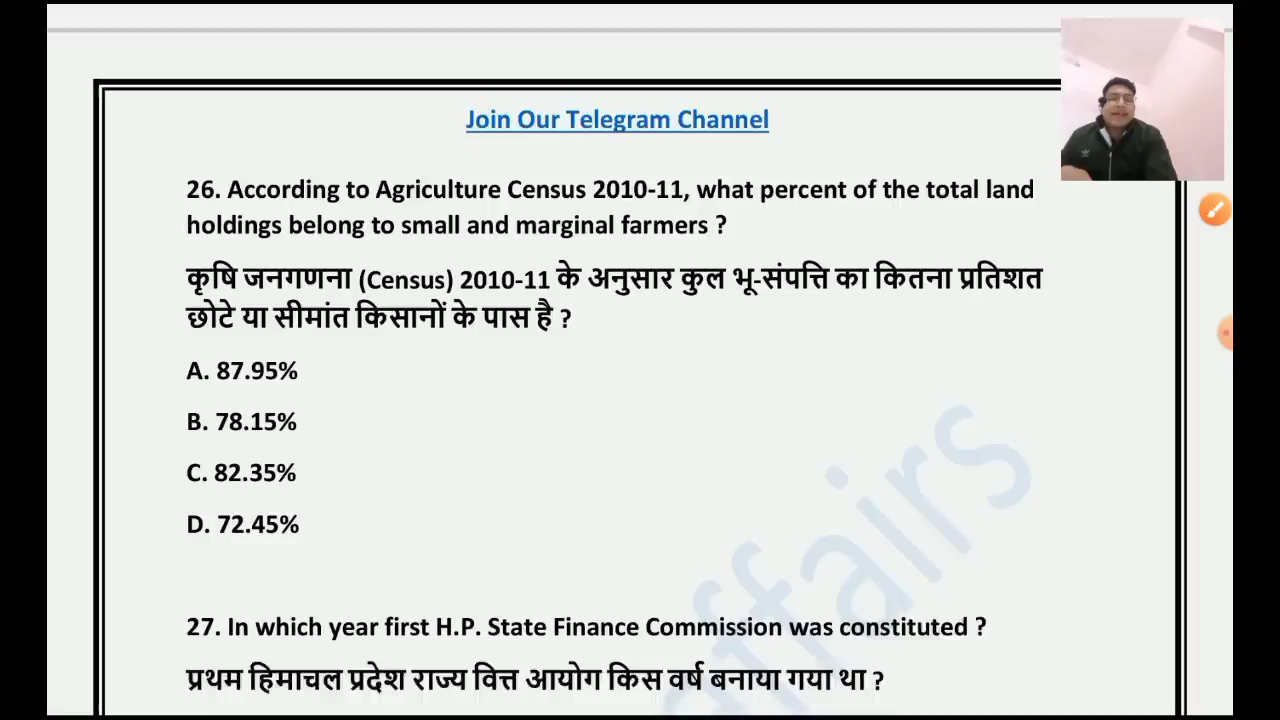 Join Our Telegram Channel
26. According to Agriculture Census 2010-11, what percent of the total land
holdings belong to small and marginal farmers ?
कृषि जनगणना (Census) 2010-11 के अनुसार कुल भू-संपत्ति का कितना प्रतिशत
छोटे या सीमांत किसानों के पास है ?
A. 87.95%
B. 78.15%
C. 82.35%
D. 72.45%
affairs
27. In which year first H.P. State Finance Commission was constituted ?
प्रथम हिमाचल प्रदेश राज्य वित्त आयोग किस वर्ष बनाया गया था ?